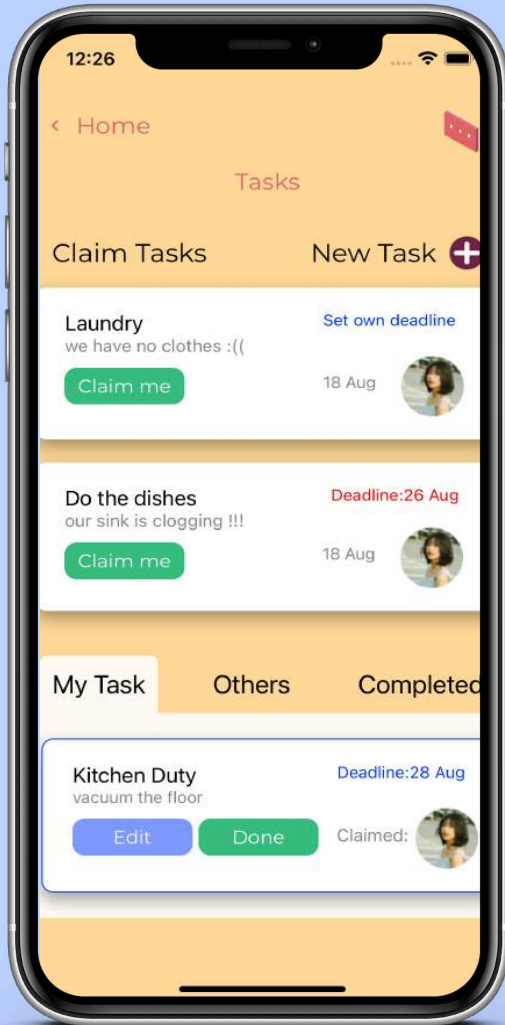 12:26
< Home
Tasks
Claim Tasks
New Task
Laundry
Set own deadline
we have no clothes :((
Claim me
18 Aug
Do the dishes
Deadline:26 Aug
our sink is clogging !!!
Claim me
18 Aug
My Task
Others
Completed
Kitchen Duty
Deadline:28 Aug
vacuum the floor
Edit
Done
Claimed: